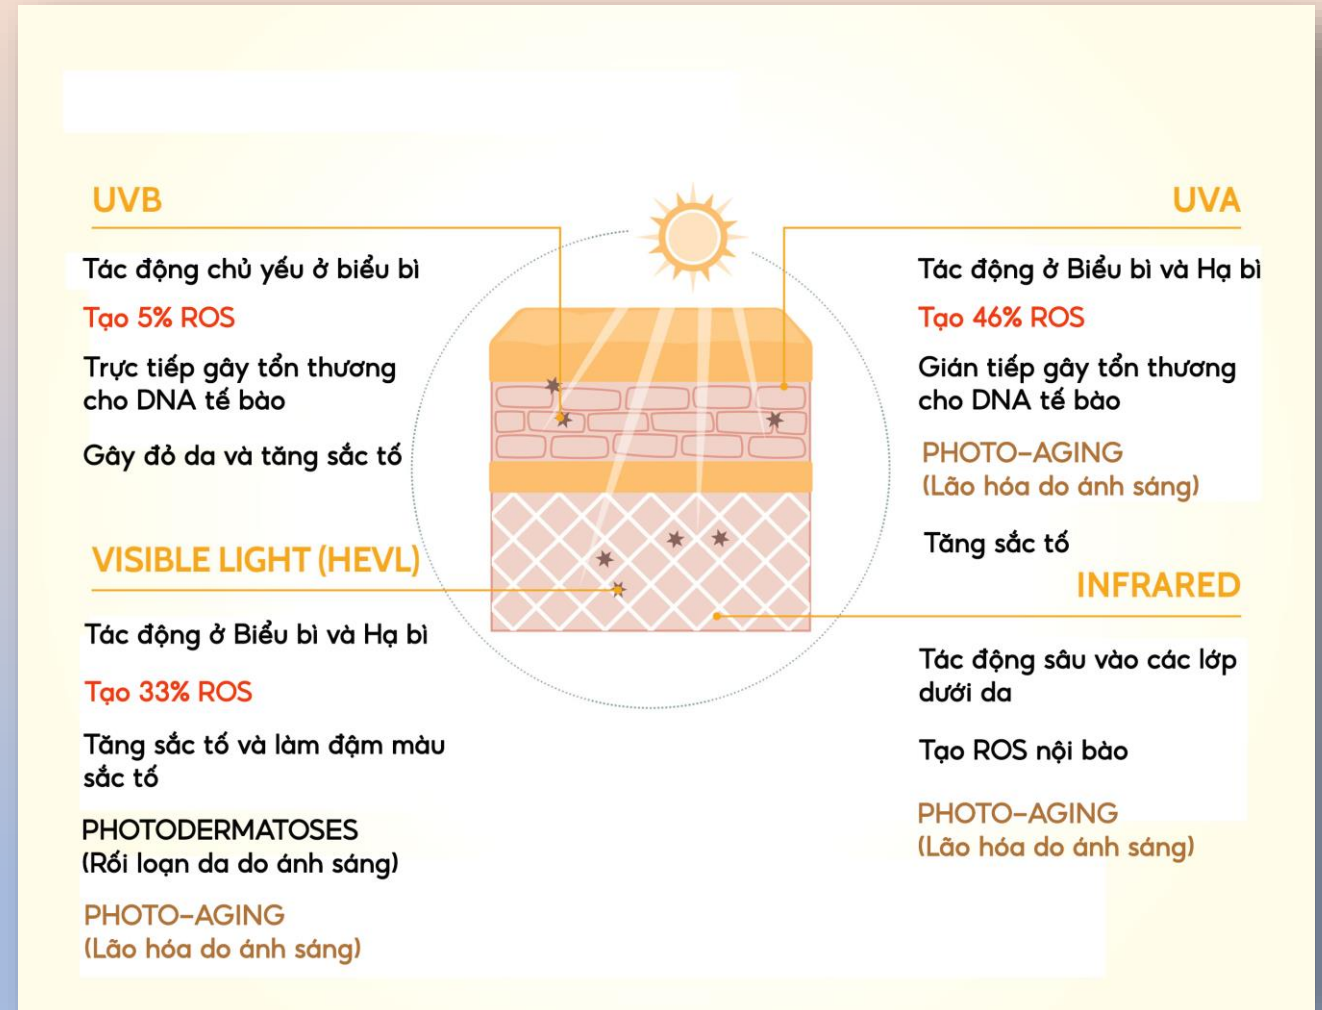 UVB
Tác động chủ yếu ở biểu bì
Tạo 5% ROS
Trực tiếp gây tổn thương
cho DNA tế bào
Gây đỏ da và tăng sắc tố
VISIBLE LIGHT (HEVL)
Tác động ở Biểu bì và Hạ bì
Tạo 33% ROS
Tăng sắc tố và làm đậm màu
sắc tố
PHOTODERMATOSES
(Rối loạn da do ánh sáng)
PHOTO-AGING
(Lão hóa do ánh sáng)
UVA
Tác động ở Biểu bì và Hạ bì
Tạo 46% ROS
Gián tiếp gây tổn thương
cho DNA tế bào
PHOTO-AGING
(Lão hóa do ánh sáng)
Tăng sắc tố
INFRARED
Tác động sâu vào các lớp
dưới da
Tạo ROS nội bào
PHOTO-AGING
(Lão hóa do ánh sáng)